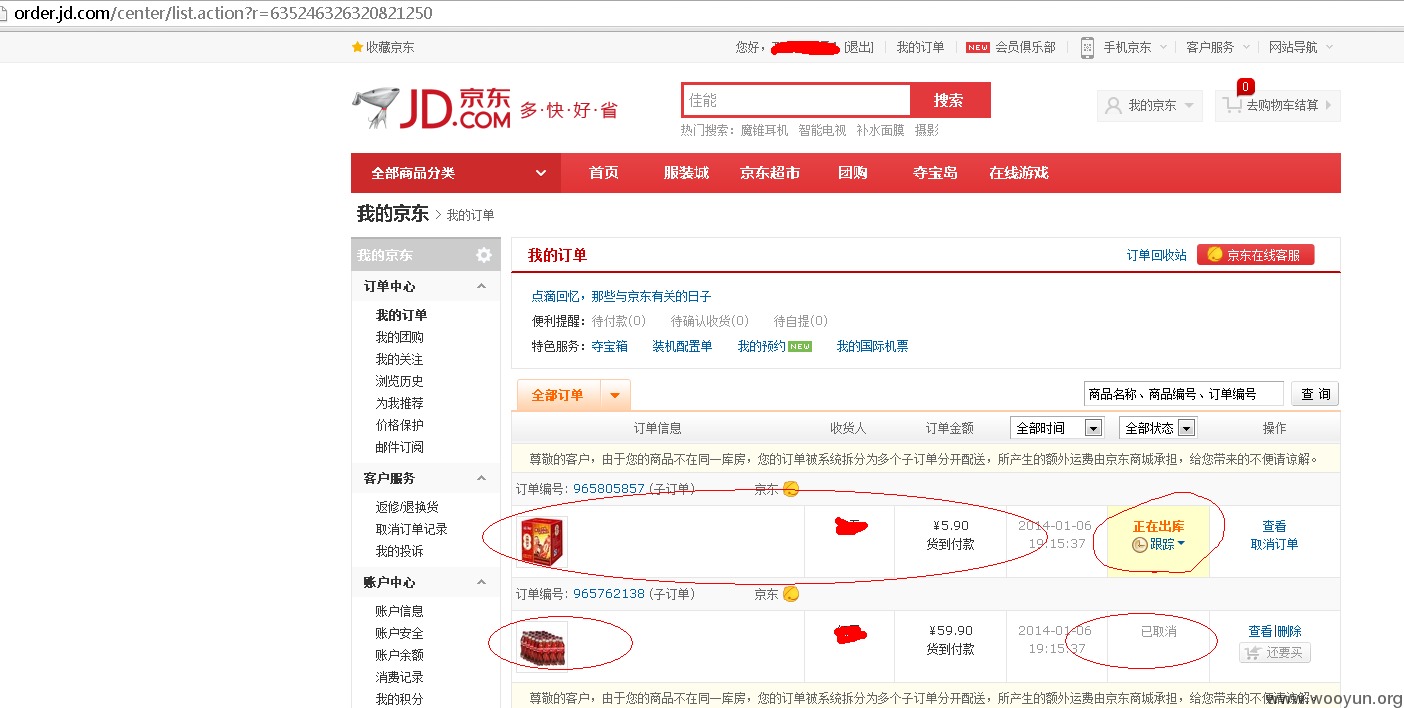 order.jd.com/center/list.action?r=635246326320821250
收藏京东
您好， [退出] 我的订单 NEW 会员俱乐部 手机京东 客户服务 网站导航
JD.COM 京东 多·快·好·省
佳能 搜索
热门搜索：魔锥耳机 智能电视 补水面膜 摄影
我的京东 0 去购物车结算
全部商品分类 首页 服装城 京东超市 团购 夺宝岛 在线游戏
我的京东 > 我的订单
我的京东
订单中心
我的订单
我的团购
我的关注
浏览历史
为我推荐
价格保护
邮件订阅
客户服务
返修/退换货
取消订单记录
我的投诉
账户中心
账户信息
账户安全
账户余额
消费记录
我的积分
我的订单 订单回收站 京东在线客服
点滴回忆，那些与京东有关的日子
便利提醒：待付款(0) 待确认收货(0) 待自提(0)
特色服务：夺宝箱 装机配置单 我的预约 NEW 我的国际机票
全部订单 商品名称、商品编号、订单编号 查 询
订单信息 收货人 订单金额 全部时间 全部状态 操作
尊敬的客户，由于您的商品不在同一库房，您的订单被系统拆分为多个子订单分开配送，所产生的额外运费由京东商城承担，给您带来的不便请谅解。
订单编号：965805857 (子订单) 京东
¥5.90 2014-01-06 正在出库 查看
货到付款 19:15:37 跟踪 取消订单
订单编号：965762138 (子订单) 京东
¥59.90 2014-01-06 已取消 查看|删除
货到付款 19:15:37 还要买
尊敬的客户，由于您的商品不在同一库房，您的订单被系统拆分为多个子订单分开配送，所产生的额外运费由京东商城承担，给您带来的不便请谅解。
www.wooyun.org